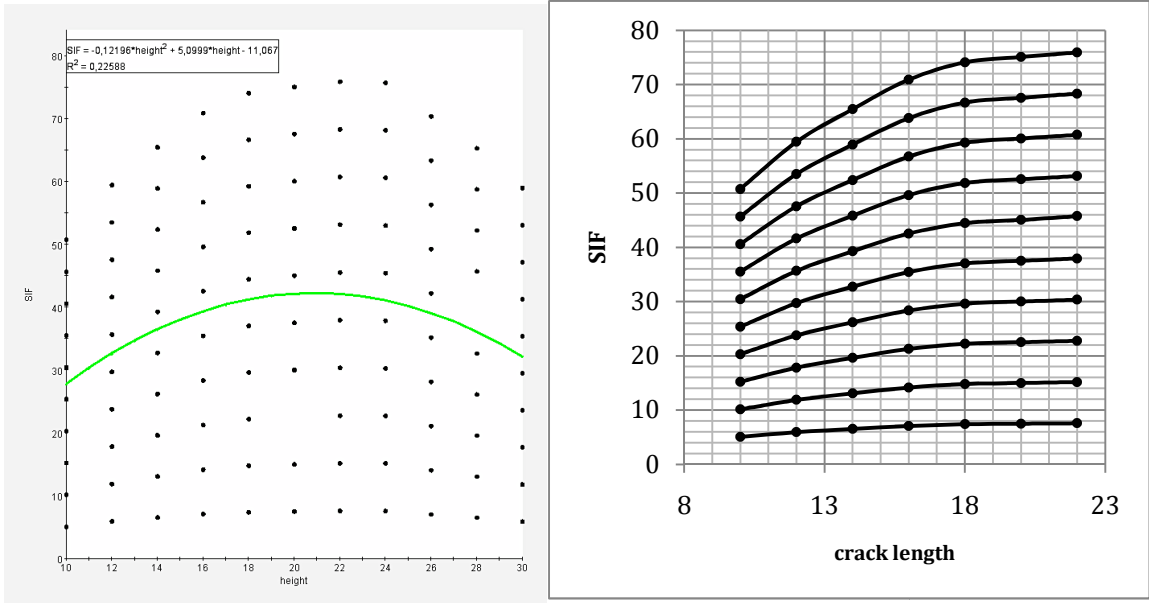 SIF = -0,12196*height² + 5,0999*height - 11,067
R² = 0,22588
80
70
60
50
40
30
20
10
0
SIF
10 12 14 16 18 20 22 24 26 28 30
height
80
70
60
50
40
30
20
10
0
SIF
8 13 18 23
crack length